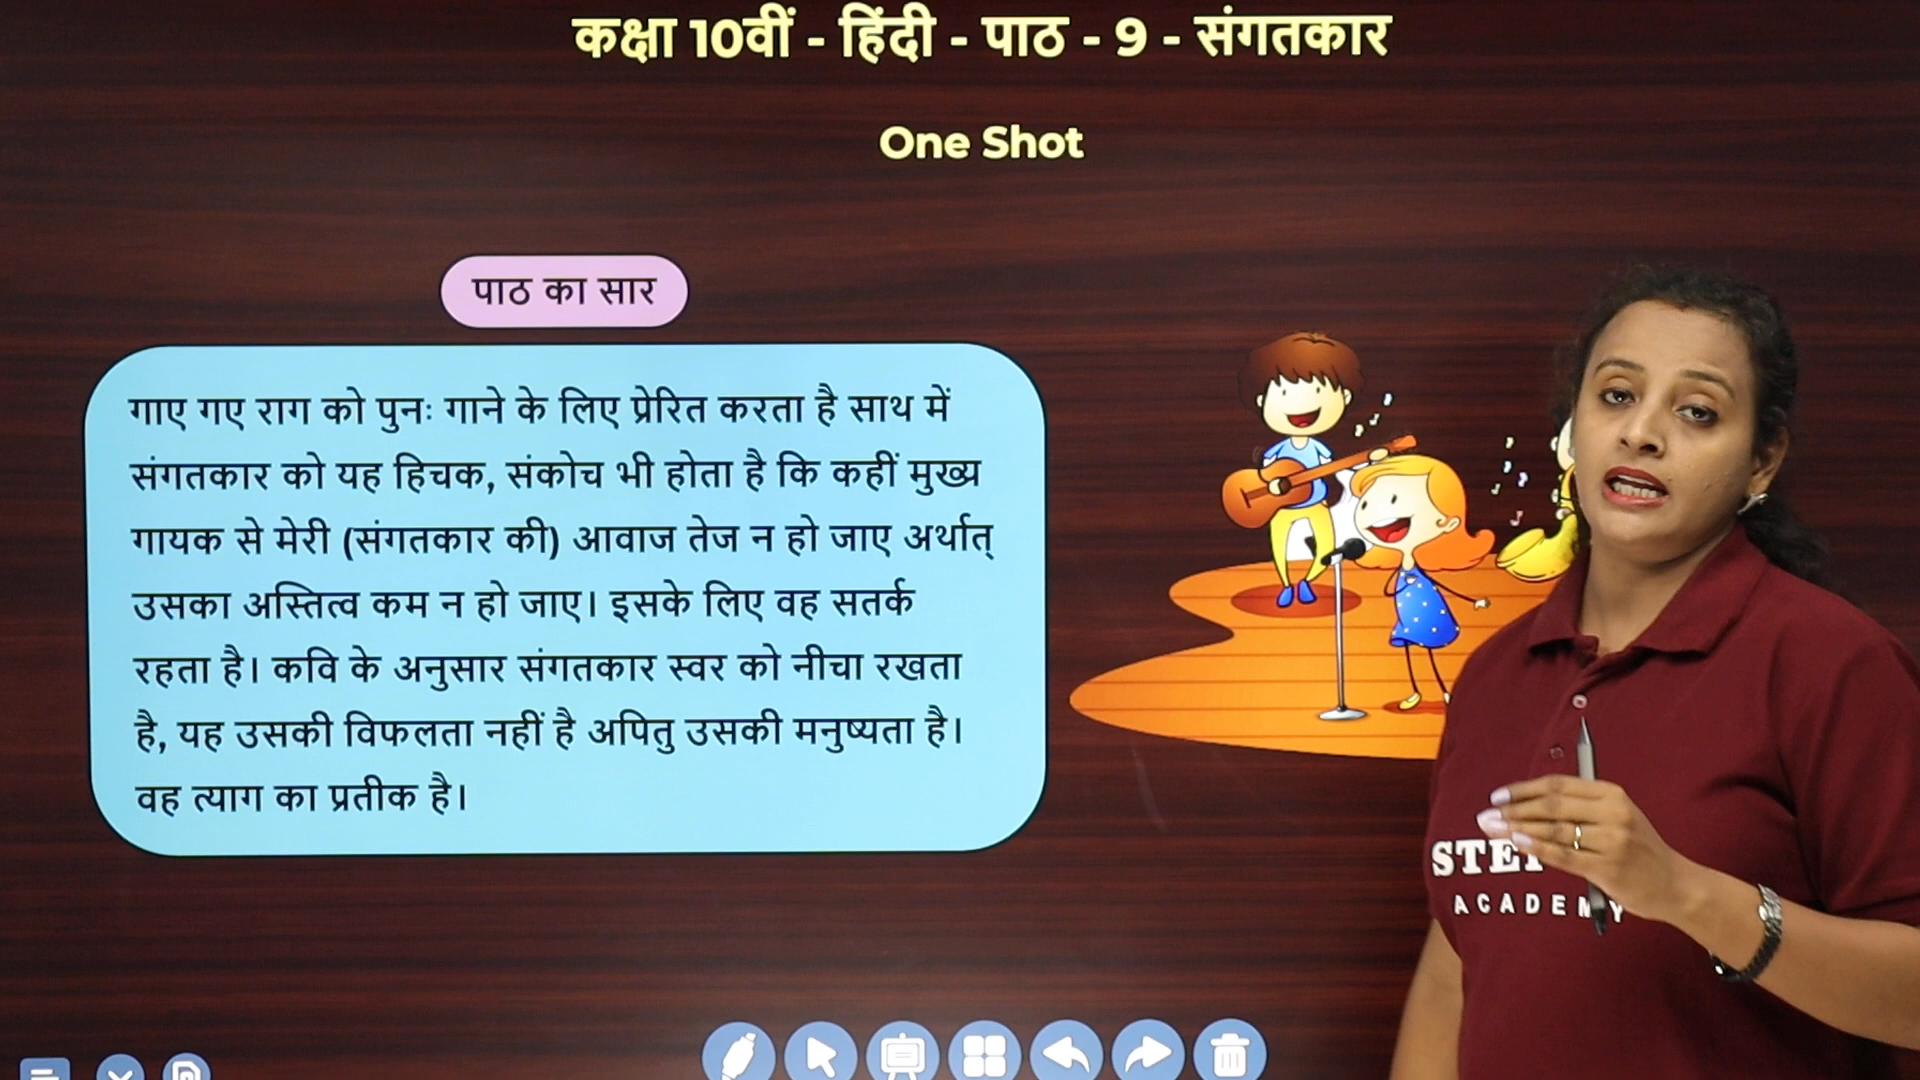 कक्षा 10वीं - हिंदी - पाठ - 9 - संगतकार
One Shot
पाठ का सार
गाए गए राग को पुनः गाने के लिए प्रेरित करता है साथ में
संगतकार को यह हिचक, संकोच भी होता है कि कहीं मुख्य
गायक से मेरी (संगतकार की) आवाज तेज न हो जाए अर्थात्
उसका अस्तित्व कम न हो जाए। इसके लिए वह सतर्क
रहता है। कवि के अनुसार संगतकार स्वर को नीचा रखता
है, यह उसकी विफलता नहीं है अपितु उसकी मनुष्यता है।
वह त्याग का प्रतीक है।
ACADEMY